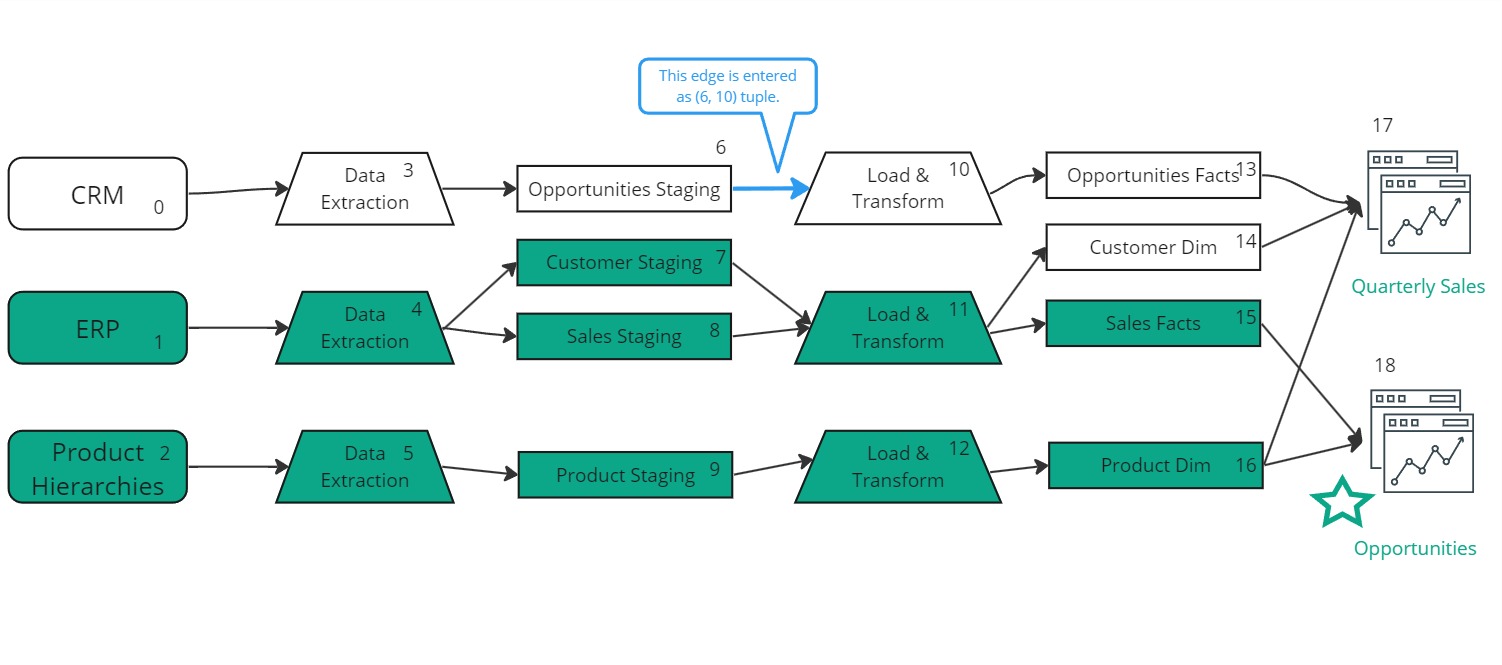 This edge is entered
as (6, 10) tuple.
17
6
CRM
0
Data
Extraction
3
Opportunities Staging
Load &
Transform
10
Opportunities Facts
13
Customer Staging
7
Customer Dim
14
Quarterly Sales
ERP
1
Data
Extraction
4
Sales Staging
8
Load &
Transform
11
Sales Facts
15
18
Product
Hierarchies
2
Data
Extraction
5
Product Staging
9
Load &
Transform
12
Product Dim
16
Opportunities